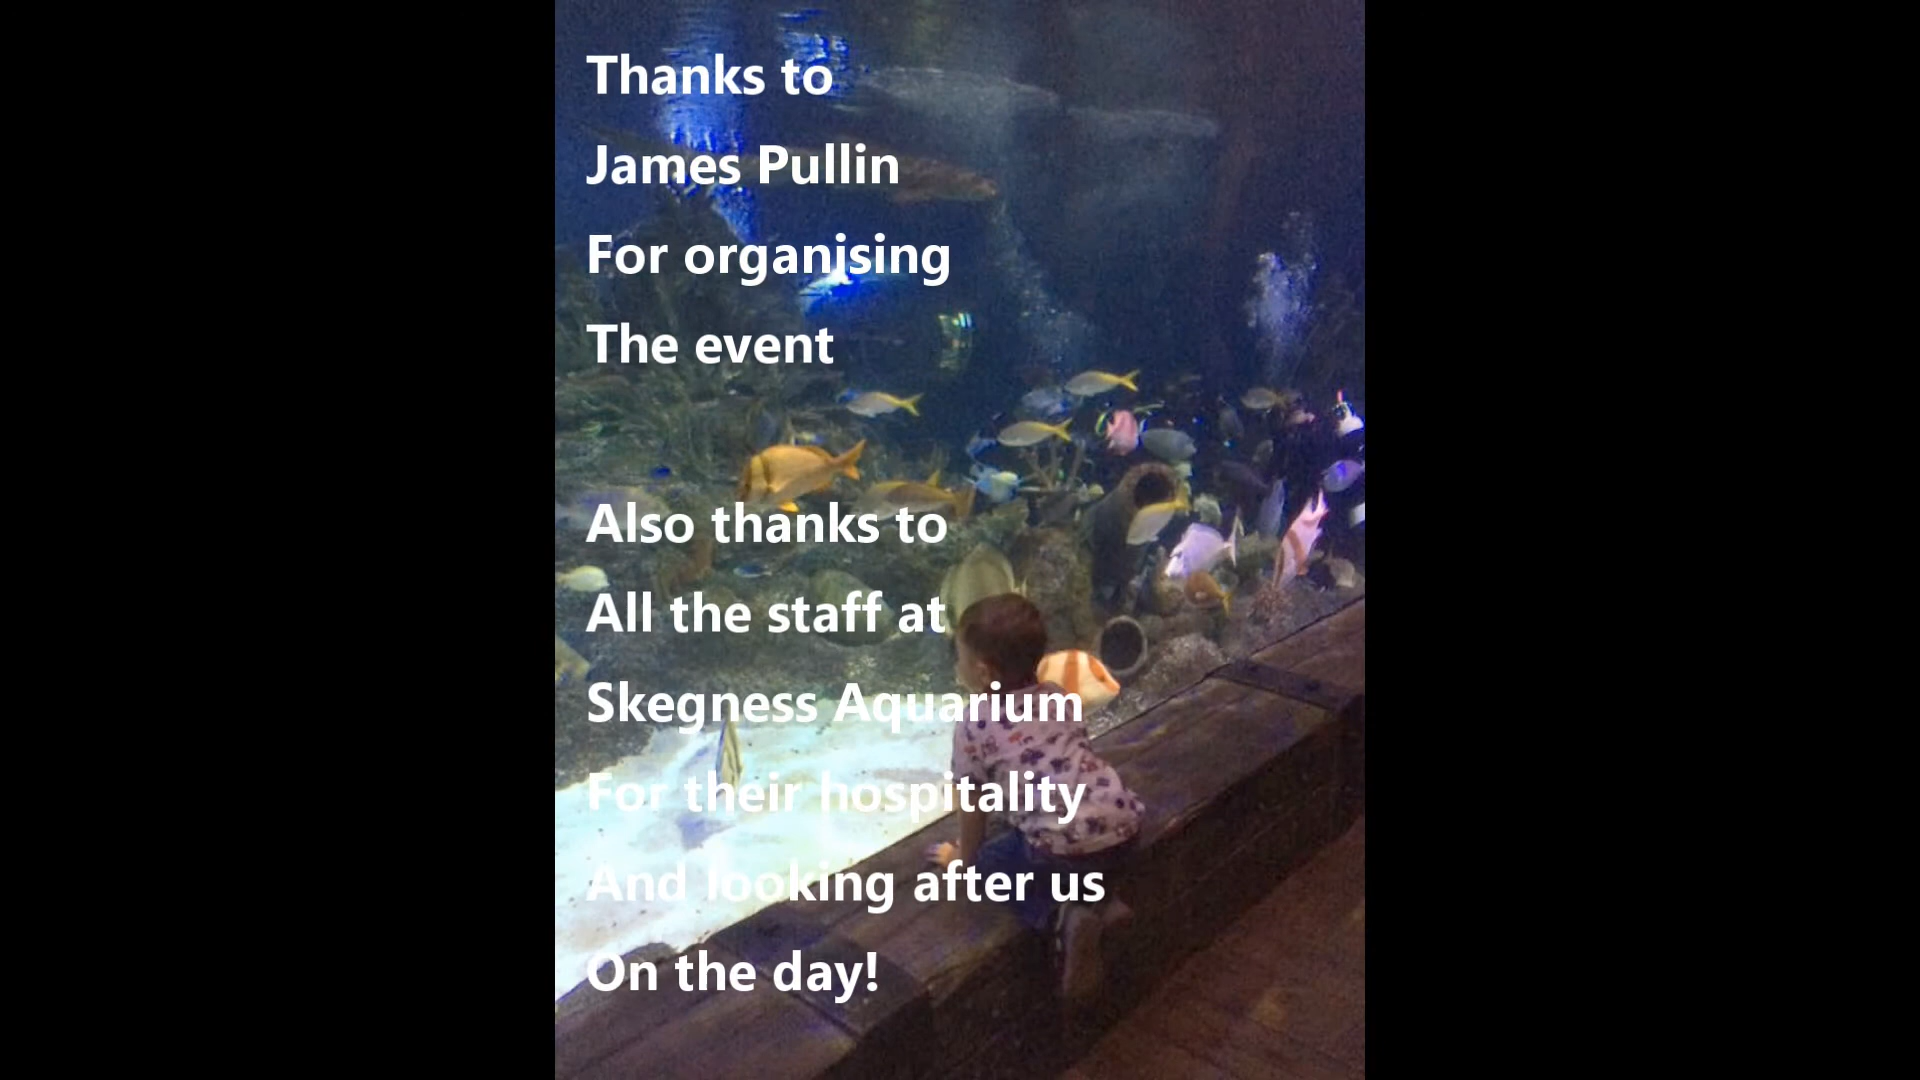 Thanks to
James Pullin
For organising
The event
Also thanks to
All the staff at
Skegness Aquarium
For their hospitality
And looking after us
On the day!